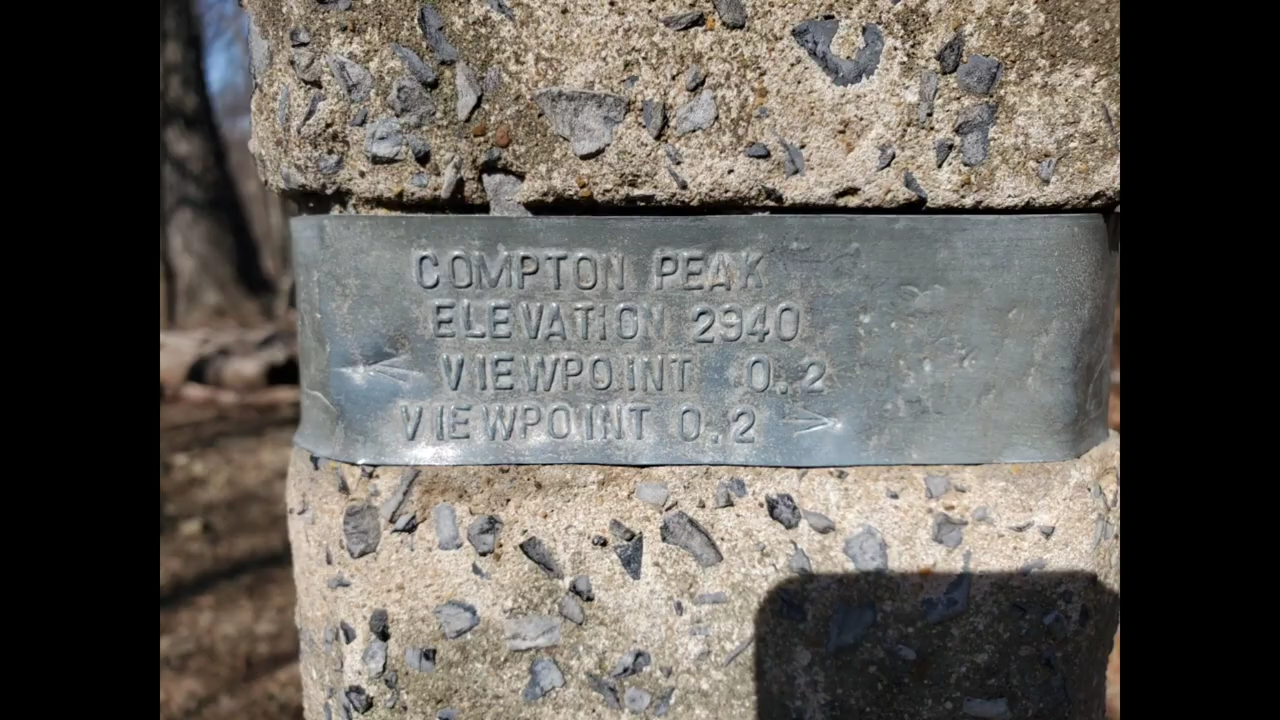 COMPTON PEAK
ELEVATION 2940
← VIEWPOINT 0.2
VIEWPOINT 0.2 →